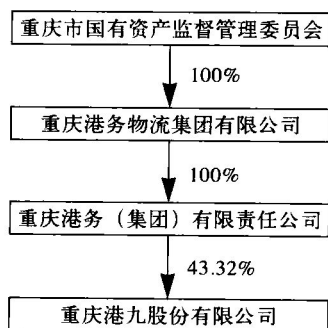 重庆市国有资产监督管理委员会
100%
重庆港务物流集团有限公司
100%
重庆港务（集团）有限责任公司
43.32%
重庆港九股份有限公司